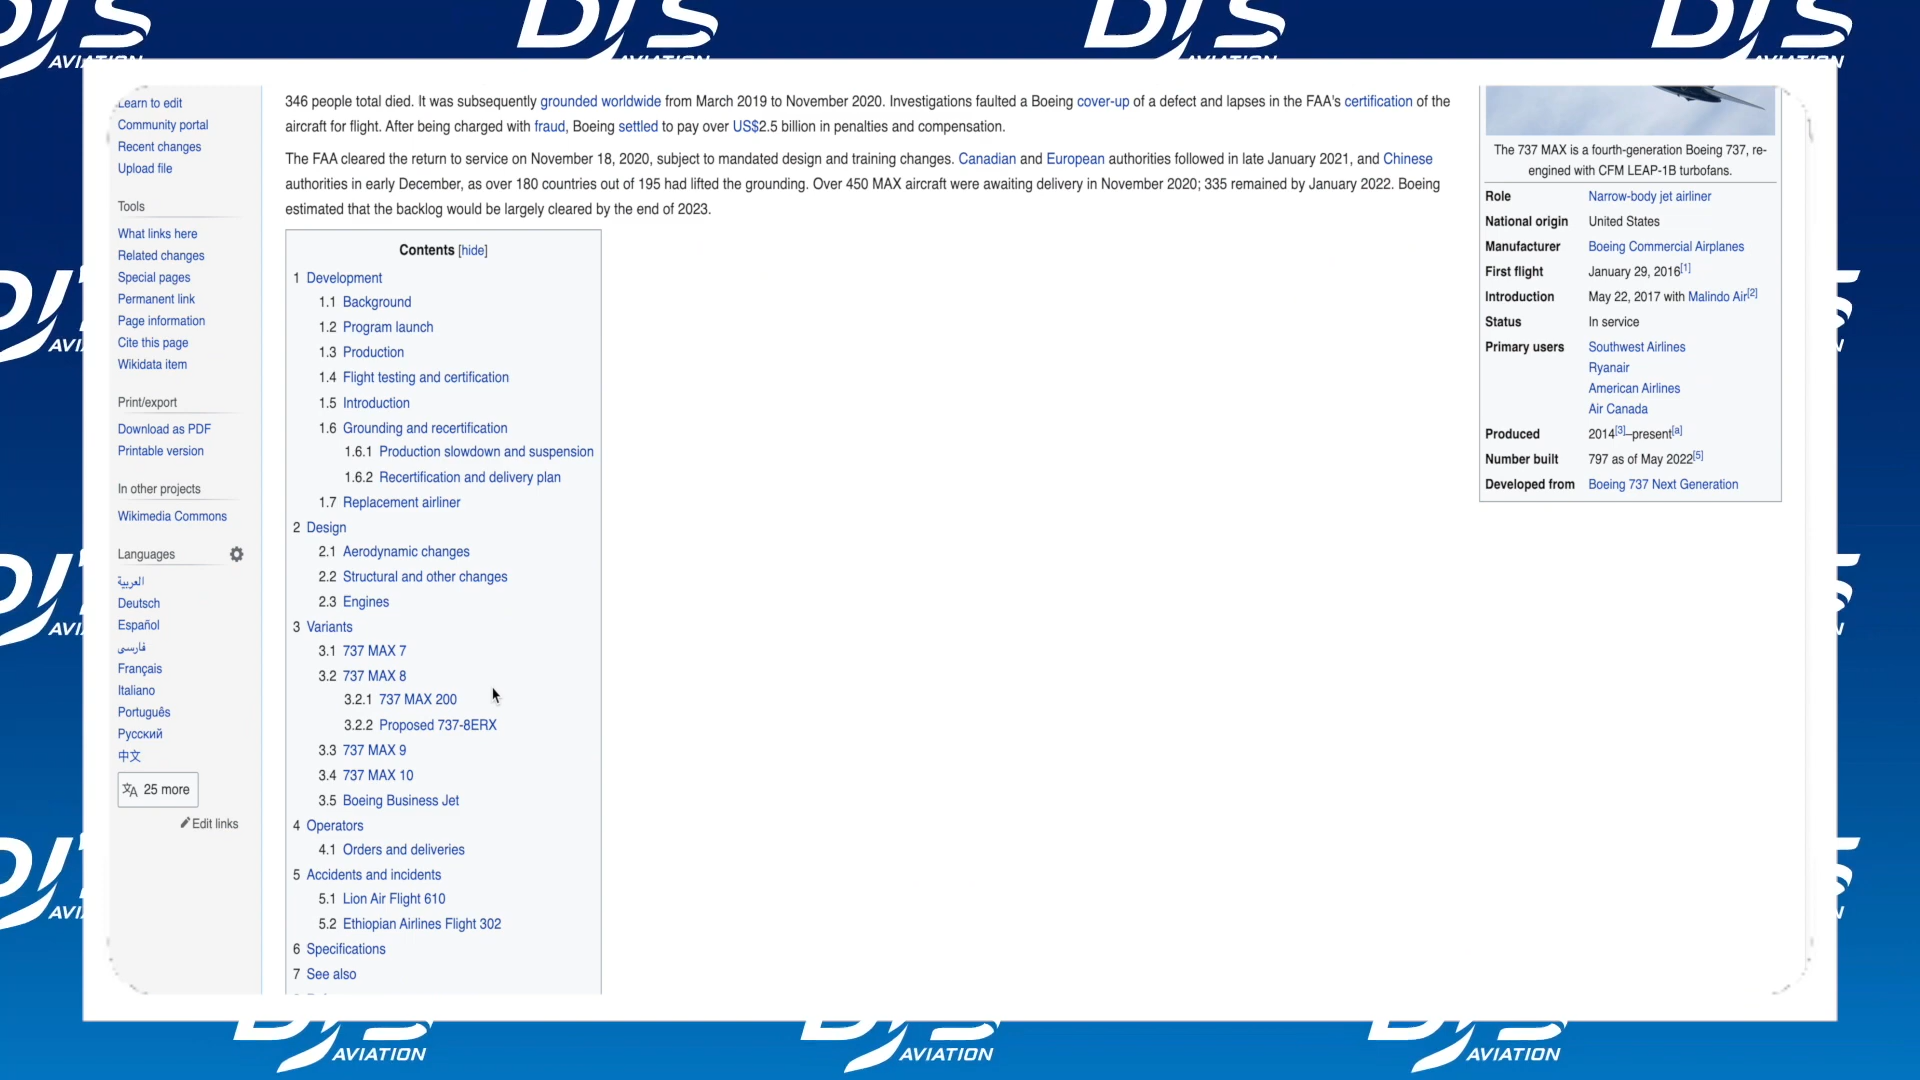 DJ's
AVIATION
DJ's
AVIATION
DJ's
AVIATION
DJ's
AVIATION
Learn to edit
Community portal
Recent changes
Upload file
Tools
What links here
Related changes
Special pages
Permanent link
Page information
Cite this page
Wikidata item
Print/export
Download as PDF
Printable version
In other projects
Wikimedia Commons
Languages
العربية
Deutsch
Español
فارسی
Français
Italiano
Português
Русский
中文
25 more
Edit links
346 people total died. It was subsequently grounded worldwide from March 2019 to November 2020. Investigations faulted a Boeing cover-up of a defect and lapses in the FAA's certification of the
aircraft for flight. After being charged with fraud, Boeing settled to pay over US$2.5 billion in penalties and compensation.
The FAA cleared the return to service on November 18, 2020, subject to mandated design and training changes. Canadian and European authorities followed in late January 2021, and Chinese
authorities in early December, as over 180 countries out of 195 had lifted the grounding. Over 450 MAX aircraft were awaiting delivery in November 2020; 335 remained by January 2022. Boeing
estimated that the backlog would be largely cleared by the end of 2023.
Contents [hide]
1 Development
1.1 Background
1.2 Program launch
1.3 Production
1.4 Flight testing and certification
1.5 Introduction
1.6 Grounding and recertification
1.6.1 Production slowdown and suspension
1.6.2 Recertification and delivery plan
1.7 Replacement airliner
2 Design
2.1 Aerodynamic changes
2.2 Structural and other changes
2.3 Engines
3 Variants
3.1 737 MAX 7
3.2 737 MAX 8
3.2.1 737 MAX 200
3.2.2 Proposed 737-8ERX
3.3 737 MAX 9
3.4 737 MAX 10
3.5 Boeing Business Jet
4 Operators
4.1 Orders and deliveries
5 Accidents and incidents
5.1 Lion Air Flight 610
5.2 Ethiopian Airlines Flight 302
6 Specifications
7 See also
The 737 MAX is a fourth-generation Boeing 737, re-
engined with CFM LEAP-1B turbofans.
Role Narrow-body jet airliner
National origin United States
Manufacturer Boeing Commercial Airplanes
First flight January 29, 2016[1]
Introduction May 22, 2017 with Malindo Air[2]
Status In service
Primary users Southwest Airlines
Ryanair
American Airlines
Air Canada
Produced 2014[3]–present[a]
Number built 797 as of May 2022[5]
Developed from Boeing 737 Next Generation
DJ's
AVIATION
DJ's
AVIATION
DJ's
AVIATION